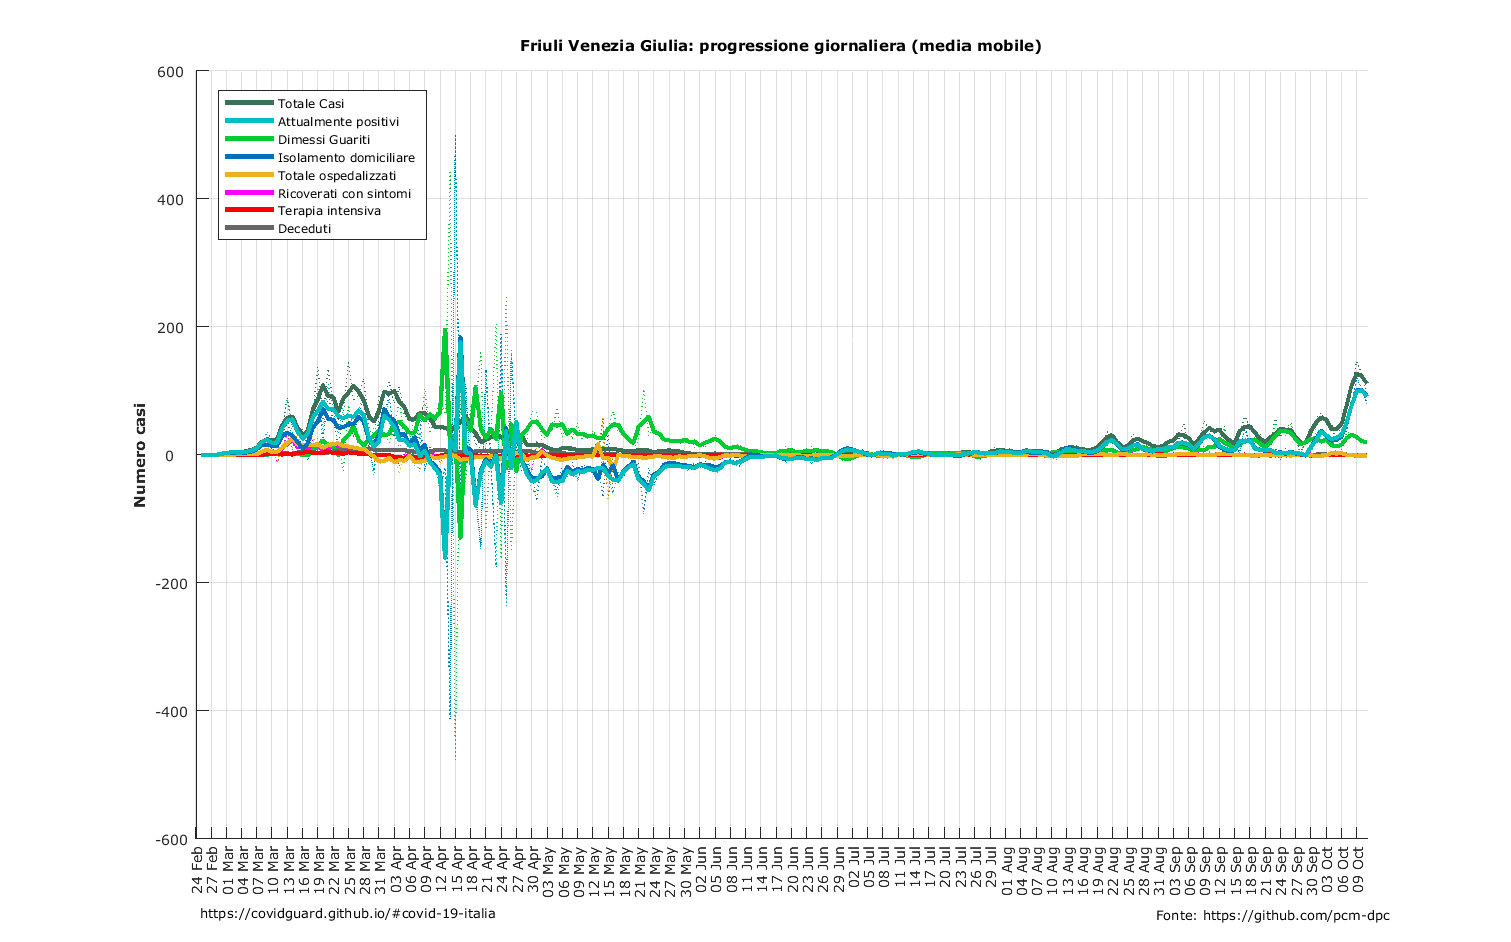 Friuli Venezia Giulia: progressione giornaliera (media mobile)
600
400
200
0
-200
-400
-600
Numero casi
Totale Casi
Attualmente positivi
Dimessi Guariti
Isolamento domiciliare
Totale ospedalizzati
Ricoverati con sintomi
Terapia intensiva
Deceduti
24 Feb
27 Feb
01 Mar
04 Mar
07 Mar
10 Mar
13 Mar
16 Mar
19 Mar
22 Mar
25 Mar
28 Mar
31 Mar
03 Apr
06 Apr
09 Apr
12 Apr
15 Apr
18 Apr
21 Apr
24 Apr
27 Apr
30 Apr
03 May
06 May
09 May
12 May
15 May
18 May
21 May
24 May
27 May
30 May
02 Jun
05 Jun
08 Jun
11 Jun
14 Jun
17 Jun
20 Jun
23 Jun
26 Jun
29 Jun
02 Jul
05 Jul
08 Jul
11 Jul
14 Jul
17 Jul
20 Jul
23 Jul
26 Jul
29 Jul
01 Aug
04 Aug
07 Aug
10 Aug
13 Aug
16 Aug
19 Aug
22 Aug
25 Aug
28 Aug
31 Aug
03 Sep
06 Sep
09 Sep
12 Sep
15 Sep
18 Sep
21 Sep
24 Sep
27 Sep
30 Sep
03 Oct
06 Oct
09 Oct
https://covidguard.github.io/#covid-19-italia
Fonte: https://github.com/pcm-dpc